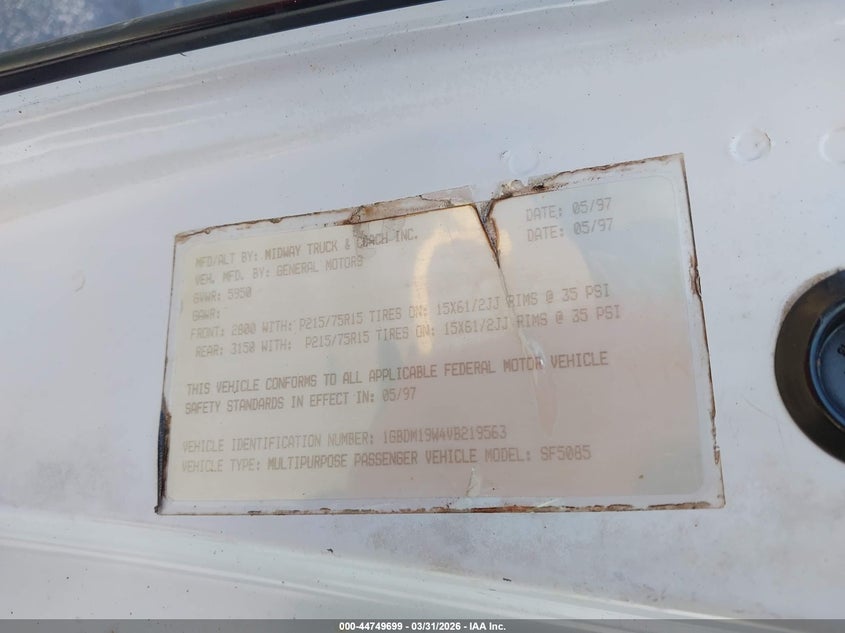 MFD/ALT BY: MIDWAY TRUCK & COACH INC. DATE: 05/97
VEH. MFD. BY: GENERAL MOTORS DATE: 05/97
GVWR: 5950
GAWR:
FRONT: 2800 WITH: P215/75R15 TIRES ON: 15X61/2JJ RIMS @ 35 PSI
REAR: 3150 WITH: P215/75R15 TIRES ON: 15X61/2JJ RIMS @ 35 PSI
THIS VEHICLE CONFORMS TO ALL APPLICABLE FEDERAL MOTOR VEHICLE
SAFETY STANDARDS IN EFFECT IN: 05/97
VEHICLE IDENTIFICATION NUMBER: 1GBDM19W4VB219563
VEHICLE TYPE: MULTIPURPOSE PASSENGER VEHICLE MODEL: SF5085
000-44749699 - 03/31/2026 - IAA Inc.